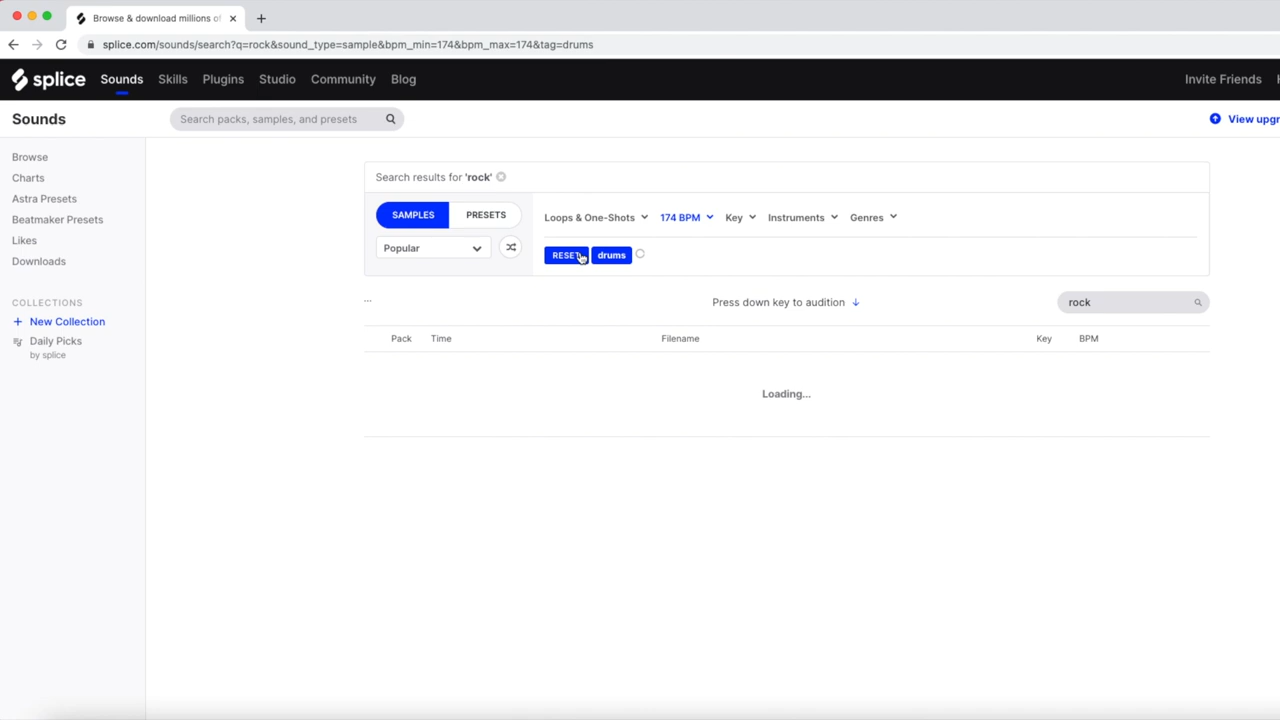 Browse & download millions of
splice.com/sounds/search?q=rock&sound_type=sample&bpm_min=174&bpm_max=174&tag=drums
splice Sounds Skills Plugins Studio Community Blog Invite Friends
Sounds Search packs, samples, and presets View upgr
Browse
Charts
Astra Presets
Beatmaker Presets
Likes
Downloads
COLLECTIONS
+ New Collection
Daily Picks
by splice
Search results for 'rock'
SAMPLES PRESETS Loops & One-Shots 174 BPM Key Instruments Genres
Popular RESET drums
... Press down key to audition ↓ rock
Pack Time Filename Key BPM
Loading...